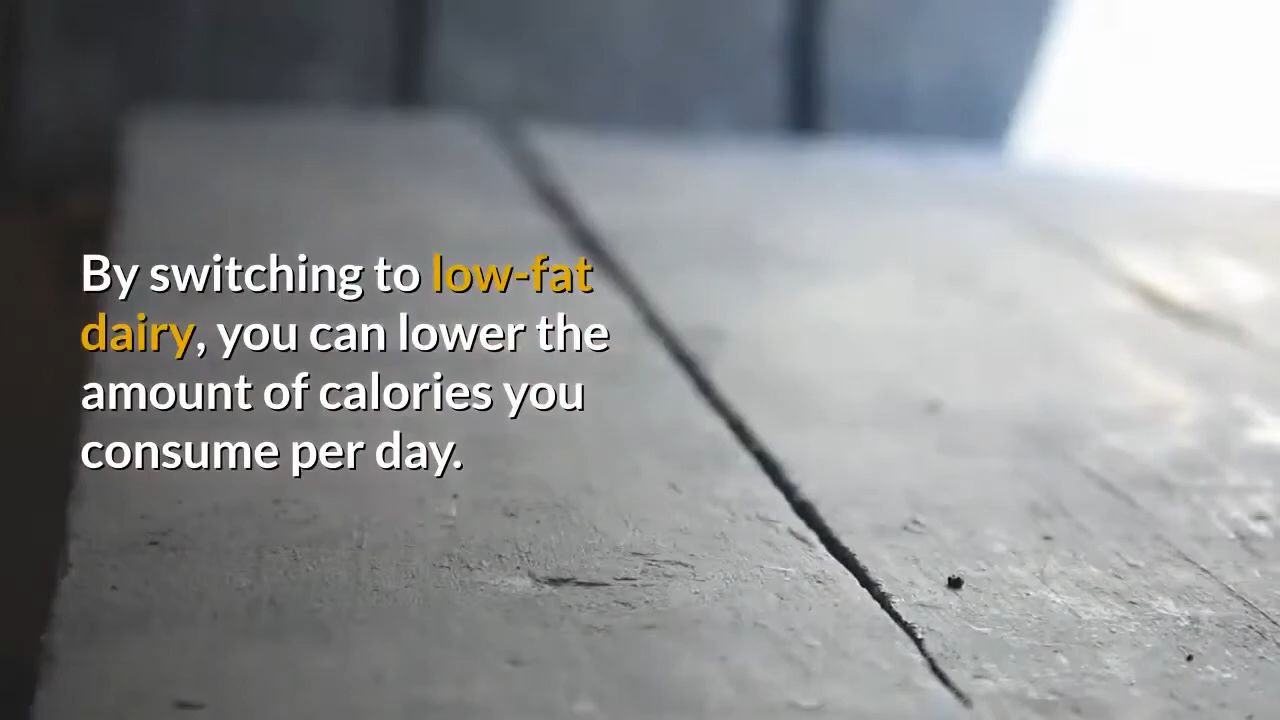 By switching to low-fat
dairy, you can lower the
amount of calories you
consume per day.